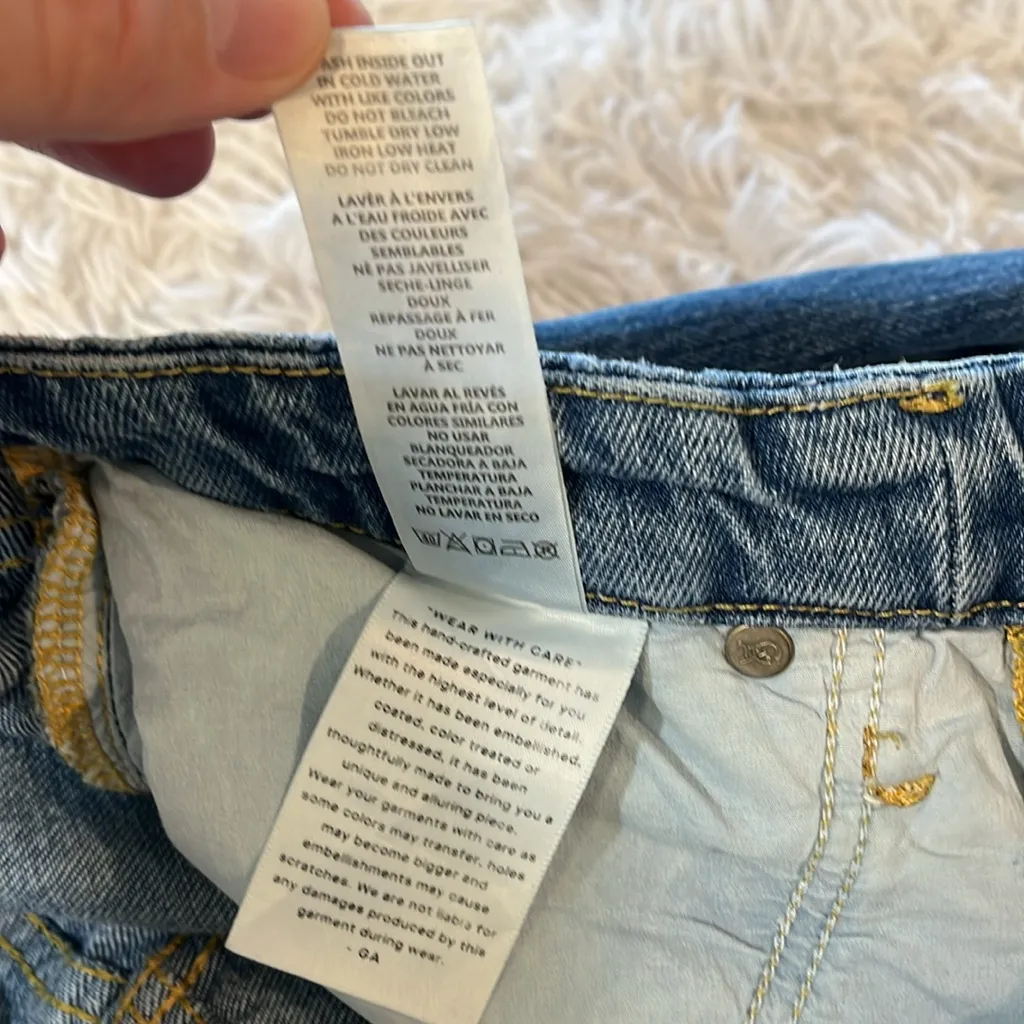 ASH INSIDE OUT
IN COLD WATER
WITH LIKE COLORS
DO NOT BLEACH
TUMBLE DRY LOW
IRON LOW HEAT
DO NOT DRY CLEAN
LAVÉR À L'ENVERS
A L'EAU FROIDE AVEC
DES COULEURS
SEMBLABLES
NÈ PAS JAVELLISER
SECHE-LINGE
DOUX
REPASSAGE À FER
DOUX
NE PAS NETTOYAR
À SEC
LAVAR AL REVÉS
EN AGUA FRÍA CON
COLORES SIMILARES
NO USAR
BLANQUEADOR
SECADORA A BAJA
TEMPERATURA
PLANCHAR A BAJA
TEMPERATURA
NO LAVAR EN SECO
"WEAR WITH CARE"
This hand-crafted garment has
been made especially for you
with the highest level of detail.
Whether it has been embellished,
coated, color treated or
distressed, it has been
thoughtfully made to bring you a
unique and alluring piece.
Wear your garments with care as
some colors may transfer, holes
may become bigger and
embellishments may cause
scratches. We are not liable for
any damages produced by this
garment during wear.
- GA